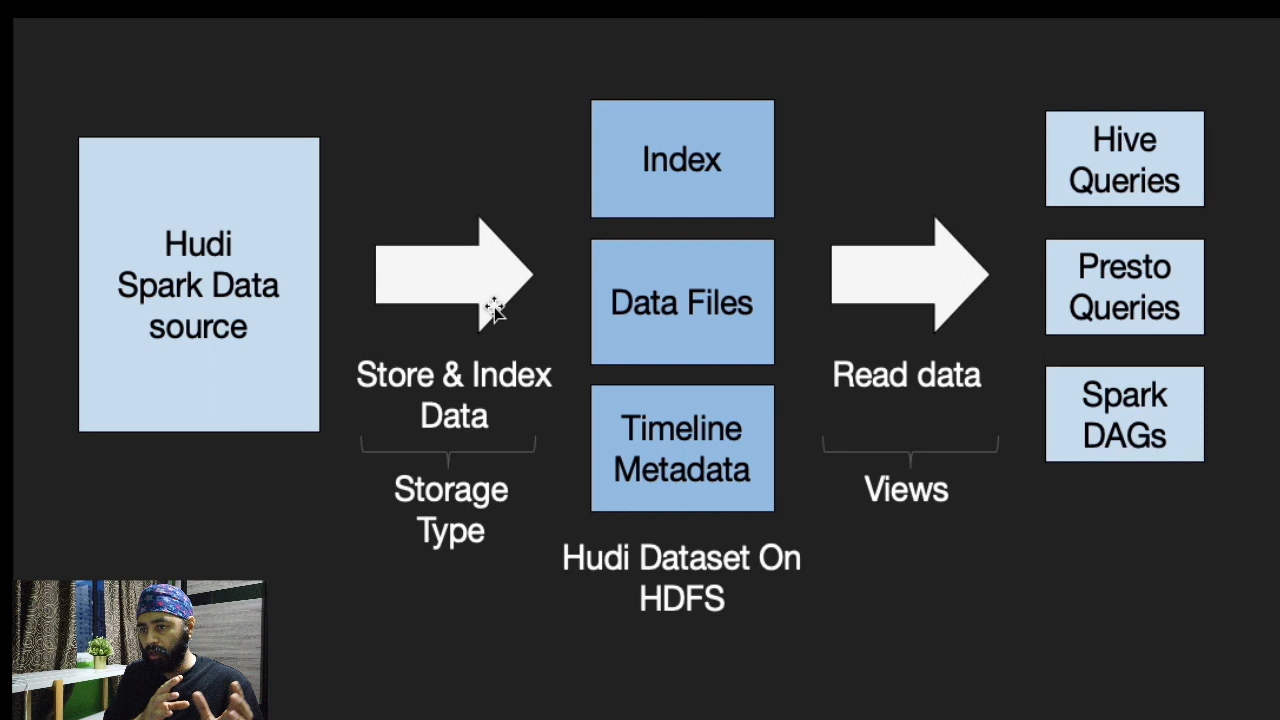 Hudi
Spark Data
source
Store & Index
Data
Storage
Type
Index
Data Files
Timeline
Metadata
Hudi Dataset On
HDFS
Read data
Views
Hive
Queries
Presto
Queries
Spark
DAGs